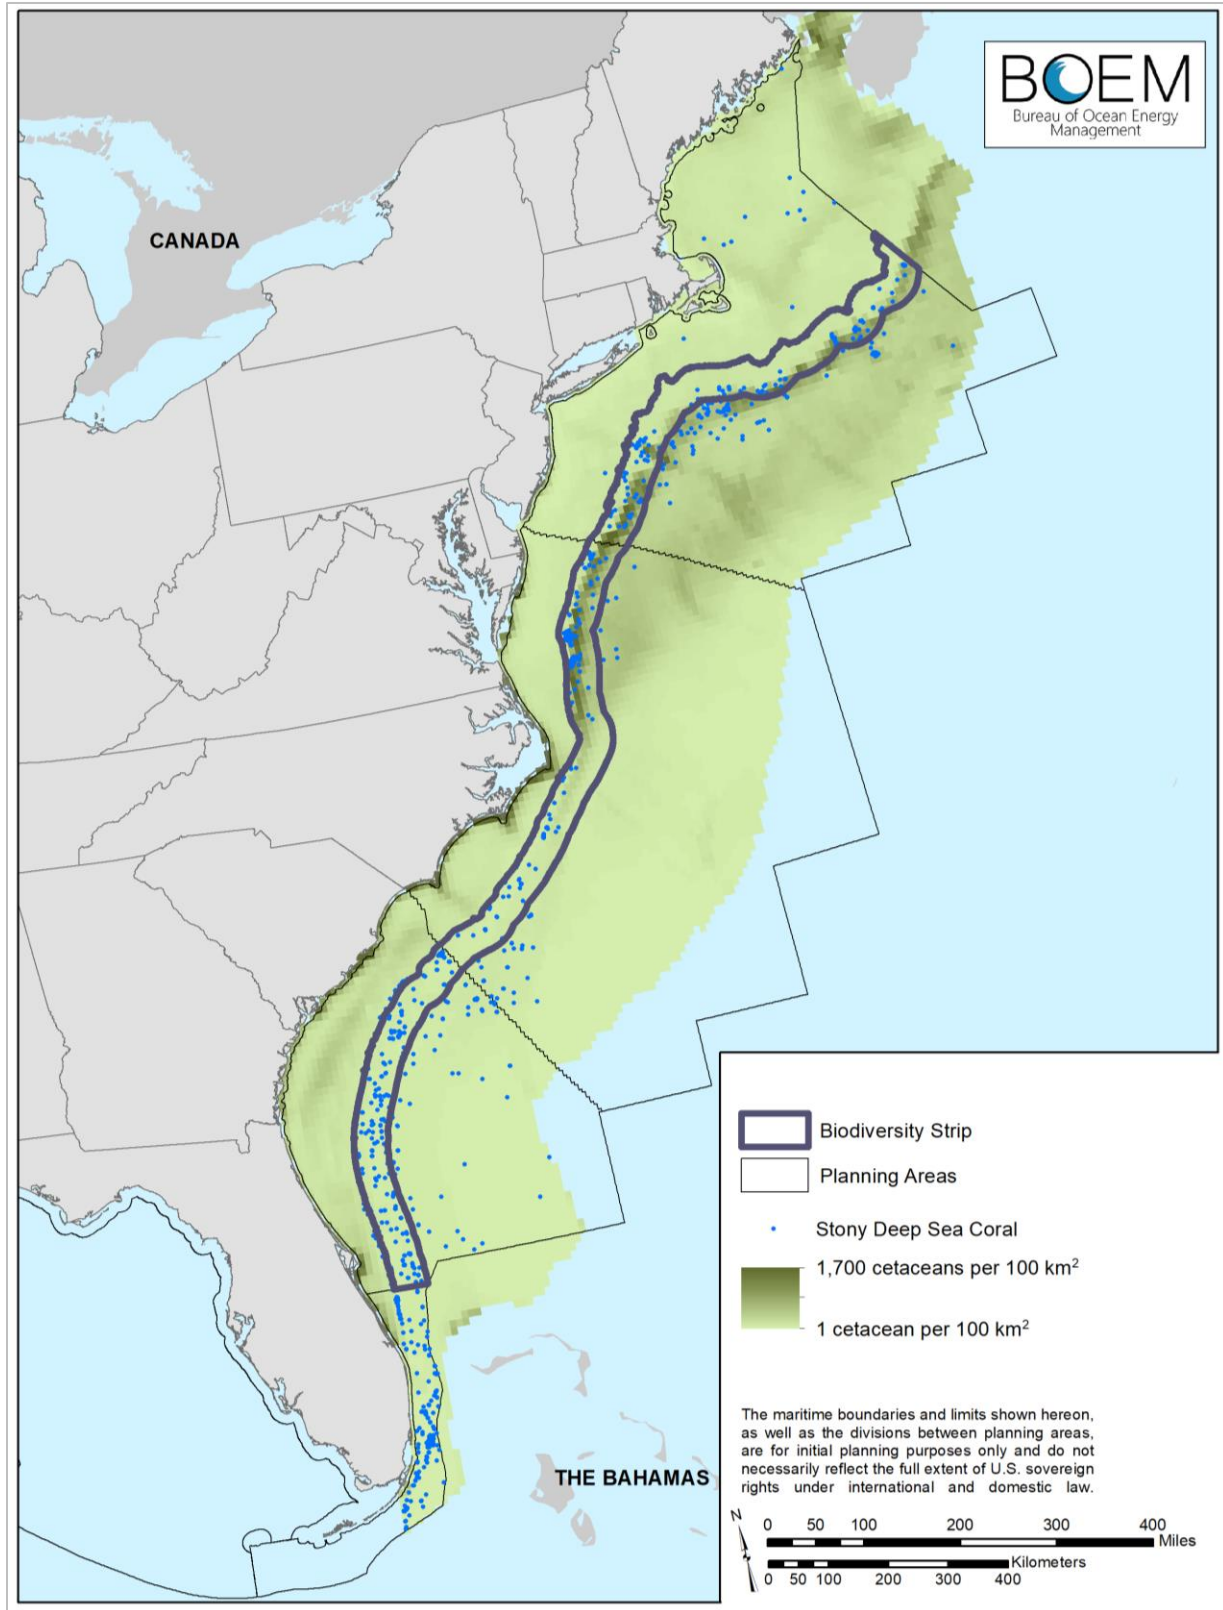 BOEM
Bureau of Ocean Energy
Management
CANADA
THE BAHAMAS
Biodiversity Strip
Planning Areas
Stony Deep Sea Coral
1,700 cetaceans per 100 km²
1 cetacean per 100 km²
The maritime boundaries and limits shown hereon,
as well as the divisions between planning areas,
are for initial planning purposes only and do not
necessarily reflect the full extent of U.S. sovereign
rights under international and domestic law.
N
0 50 100 200 300 400
Miles
Kilometers
0 50 100 200 300 400